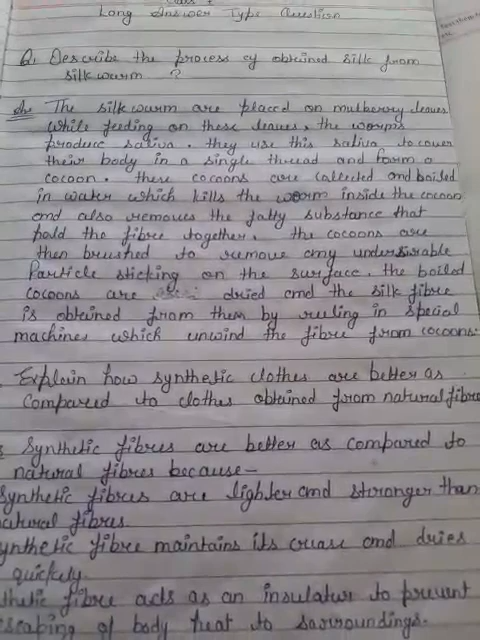 Long Answer Type Question
Q. Describe the process of obtained silk from
silkworm ?
Ans The silkworm are placed on mulberry leaves
while feeding on these leaves, the worms
produce saliva. they use this saliva to cover
their body in a single thread and form a
cocoon. these cocoons are collected and boiled
in water which kills the worm inside the cocoon
and also removes the fatty substance that
hold the fibre together. the cocoons are
then brushed to remove any undesirable
Particle sticking on the surface. the boiled
cocoons are dried and the silk fibre
is obtained from them by reeling in special
machines which unwind the fibre from cocoons.
Explain how synthetic clothes are better as
Compared to clothes obtained from natural fibre
Synthetic fibres are better as compared to
natural fibres because-
Synthetic fibres are lighter and stronger than
natural fibres
ynthetic fibre maintains its crease and dries
quickely.
thetic fibre acts as an insulator to prevent
scaping of body heat to sarroundings.